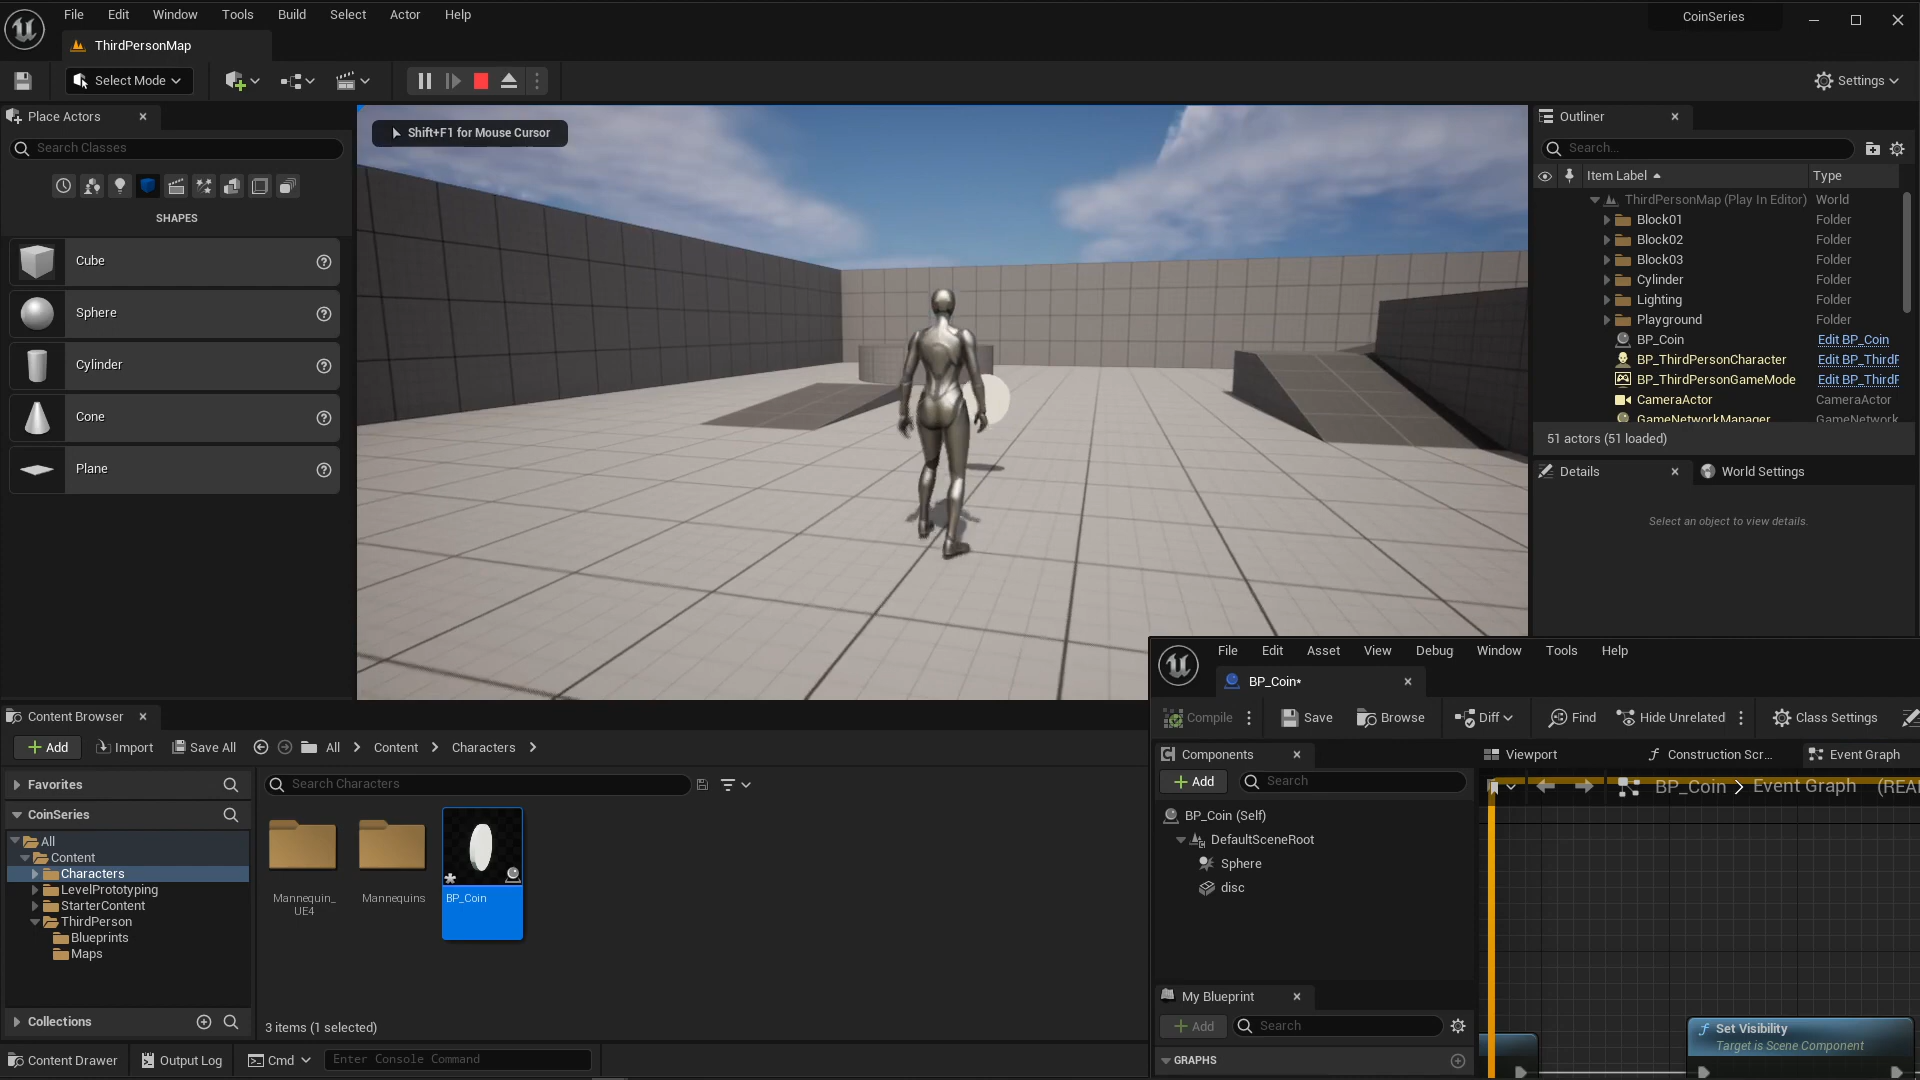 File Edit Window Tools Build Select Actor Help
CoinSeries
ThirdPersonMap
Select Mode
Settings
Place Actors
Search Classes
SHAPES
Cube
Sphere
Cylinder
Cone
Plane
Shift+F1 for Mouse Cursor
Outliner
Search...
Item Label Type
ThirdPersonMap (Play In Editor) World
Block01 Folder
Block02 Folder
Block03 Folder
Cylinder Folder
Lighting Folder
Playground Folder
BP_Coin Edit BP_Coin
BP_ThirdPersonCharacter Edit BP_ThirdF
BP_ThirdPersonGameMode Edit BP_ThirdF
CameraActor CameraActor
GameNetworkManager GameNetwork
51 actors (51 loaded)
Details
World Settings
Select an object to view details.
Content Browser
Add Import Save All All Content Characters
Favorites
CoinSeries
All
Content
Characters
LevelPrototyping
StarterContent
ThirdPerson
Blueprints
Maps
Collections
Search Characters
Mannequin_
UE4
Mannequins
BP_Coin
3 items (1 selected)
Content Drawer Output Log Cmd Enter Console Command
File Edit Asset View Debug Window Tools Help
BP_Coin*
Compile Save Browse Diff Find Hide Unrelated Class Settings
Components
Add Search
BP_Coin (Self)
DefaultSceneRoot
Sphere
disc
My Blueprint
Add Search
GRAPHS
Viewport Construction Scr... Event Graph
BP_Coin > Event Graph (REA
Set Visibility
Target is Scene Component